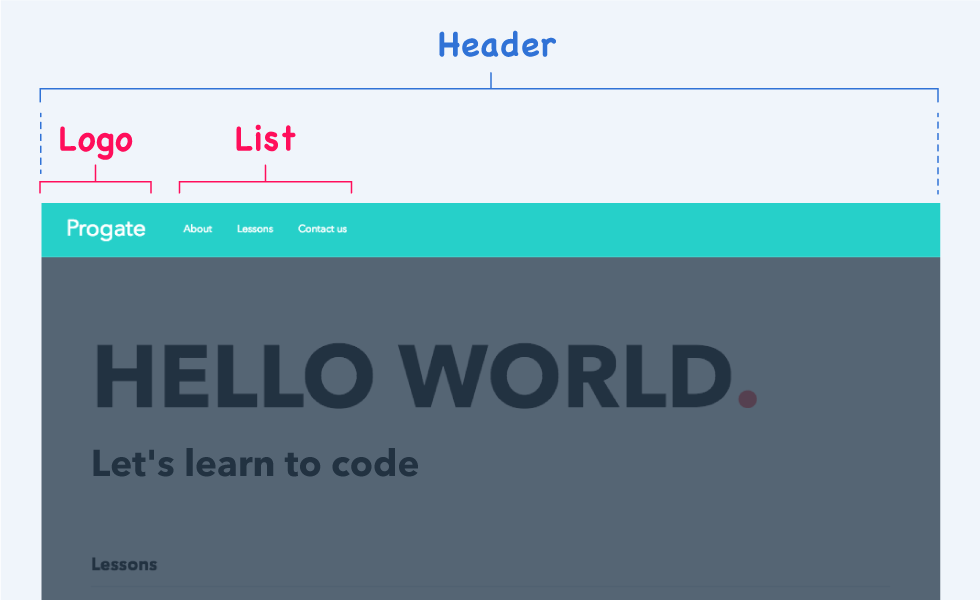 Header
Logo List
Progate About Lessons Contact us
HELLO WORLD.
Let's learn to code
Lessons